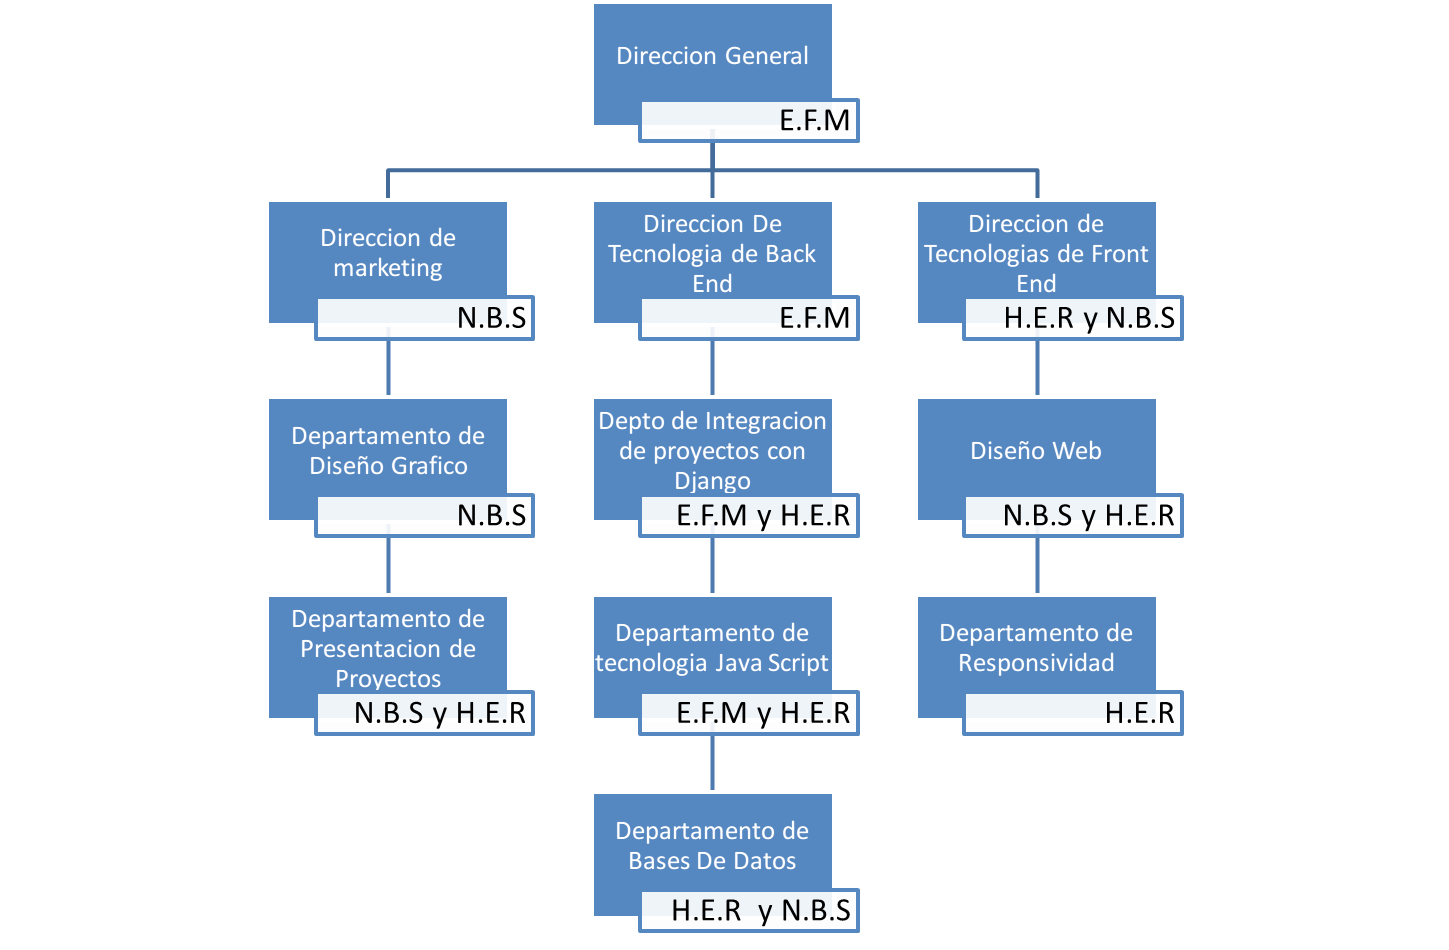 Direccion General
E.F.M
Direccion de
marketing
N.B.S
Direccion De
Tecnologia de Back
End
E.F.M
Direccion de
Tecnologias de Front
End
H.E.R y N.B.S
Departamento de
Diseño Grafico
N.B.S
Depto de Integracion
de proyectos con
Django
E.F.M y H.E.R
Diseño Web
N.B.S y H.E.R
Departamento de
Presentacion de
Proyectos
N.B.S y H.E.R
Departamento de
tecnologia Java Script
E.F.M y H.E.R
Departamento de
Responsividad
H.E.R
Departamento de
Bases De Datos
H.E.R  y N.B.S